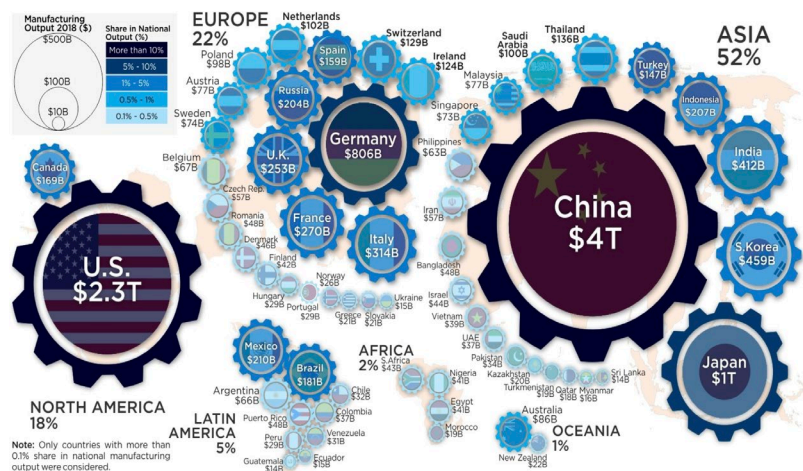 Manufacturing
Output 2018 ($)
$500B
$100B
$10B
Share in National
Output (%)
More than 10%
5% - 10%
1% - 5%
0.5% - 1%
0.1% - 0.5%
EUROPE
22%
Netherlands
$102B
Switzerland
$129B
Ireland
$124B
Spain
$159B
Poland
$98B
Austria
$77B
Sweden
$74B
Russia
$204B
Germany
$806B
U.K.
$253B
France
$270B
Italy
$314B
Belgium
$67B
Czech Rep.
$57B
Romania
$48B
Denmark
$46B
Finland
$42B
Hungary
$29B
Portugal
$29B
Norway
$26B
Greece
$21B
Slovakia
$21B
Ukraine
$15B
ASIA
52%
Saudi
Arabia
$100B
Thailand
$136B
Turkey
$147B
Indonesia
$207B
India
$412B
S.Korea
$459B
Japan
$1T
China
$4T
Malaysia
$77B
Singapore
$73B
Philippines
$63B
Iran
$57B
Bangladesh
$48B
Israel
$44B
Vietnam
$39B
UAE
$37B
Pakistan
$34B
Kazakhstan
$20B
Turkmenistan
$19B
Qatar
$18B
Myanmar
$16B
Sri Lanka
$14B
Canada
$169B
U.S.
$2.3T
NORTH AMERICA
18%
Note: Only countries with more than
0.1% share in national manufacturing
output were considered.
Mexico
$210B
Brazil
$181B
Argentina
$66B
Chile
$32B
Colombia
$37B
Puerto Rico
$48B
Venezuela
$31B
Peru
$29B
Ecuador
$15B
Guatemala
$14B
LATIN
AMERICA
5%
AFRICA
2%
S.Africa
$43B
Nigeria
$41B
Egypt
$41B
Morocco
$19B
Australia
$86B
New Zealand
$22B
OCEANIA
1%